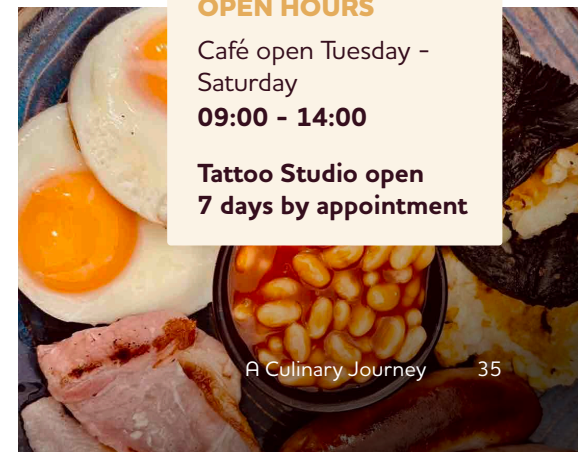 OPEN HOURS
Café open Tuesday -
Saturday
09:00 - 14:00
Tattoo Studio open
7 days by appointment
A Culinary Journey 35